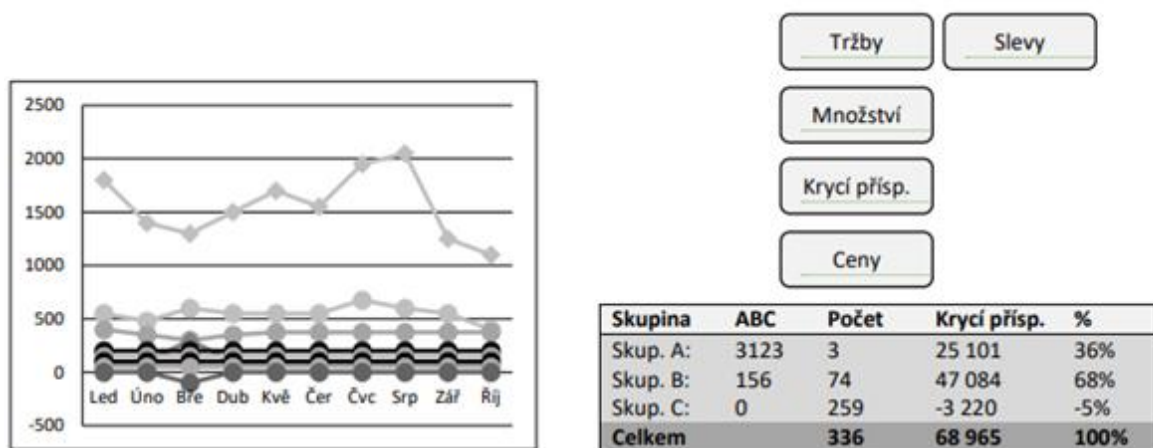 Tržby
Slevy
Množství
Krycí přísp.
Ceny
2500
2000
1500
1000
500
0
-500
Led Úno Bře Dub Kvě Čer Čvc Srp Zář Říj
Skupina ABC Počet Krycí přísp. %
Skup. A: 3123 3 25 101 36%
Skup. B: 156 74 47 084 68%
Skup. C: 0 259 -3 220 -5%
Celkem 336 68 965 100%